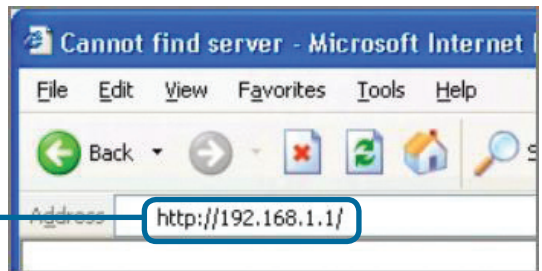 Cannot find server - Microsoft Internet
File Edit View Favorites Tools Help
Back
Address http://192.168.1.1/